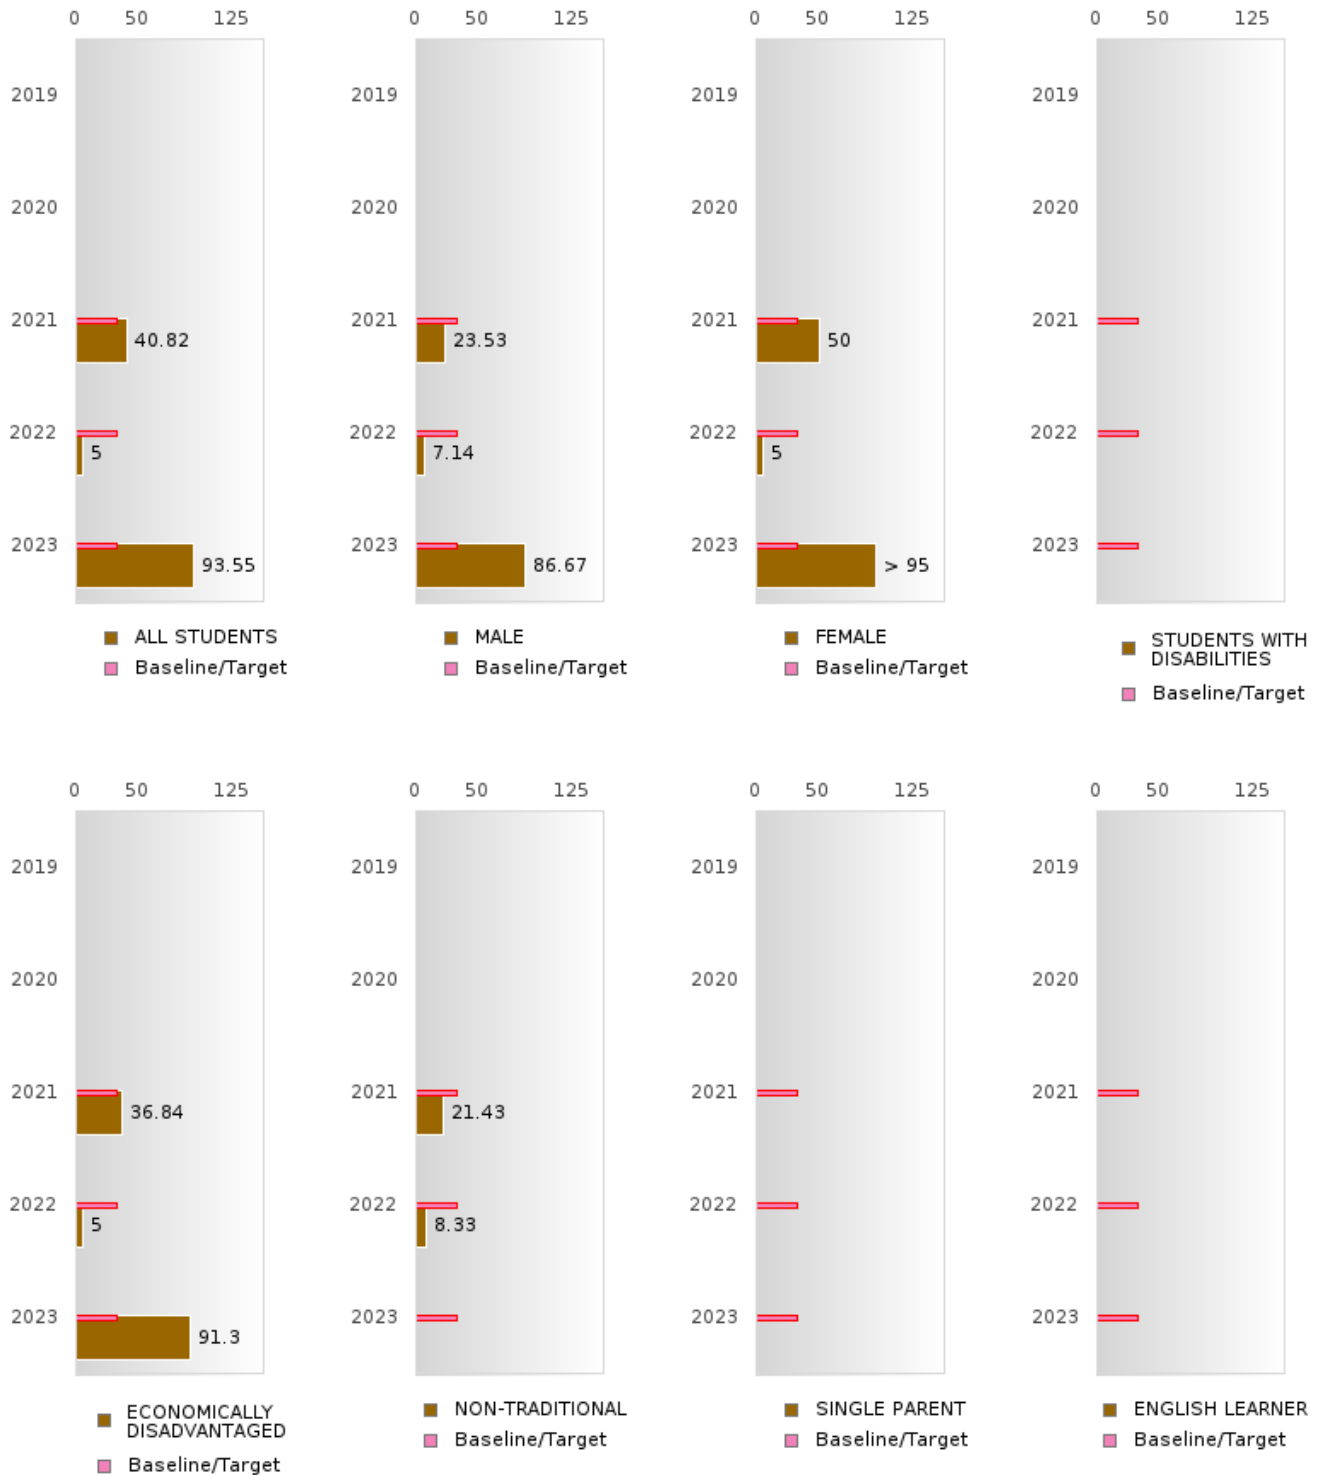 0 50 125 0 50 125 0 50 125 0 50 125
2019 2019 2019 2019
2020 2020 2020 2020
2021 40.82 2021 23.53 2021 50 2021
2022 5 2022 7.14 2022 5 2022
2023 93.55 2023 86.67 2023 > 95 2023
ALL STUDENTS
Baseline/Target
MALE
Baseline/Target
FEMALE
Baseline/Target
STUDENTS WITH
DISABILITIES
Baseline/Target
0 50 125 0 50 125 0 50 125 0 50 125
2019 2019 2019 2019
2020 2020 2020 2020
2021 36.84 2021 21.43 2021 2021
2022 5 2022 8.33 2022 2022
2023 91.3 2023 2023 2023
ECONOMICALLY
DISADVANTAGED
Baseline/Target
NON-TRADITIONAL
Baseline/Target
SINGLE PARENT
Baseline/Target
ENGLISH LEARNER
Baseline/Target